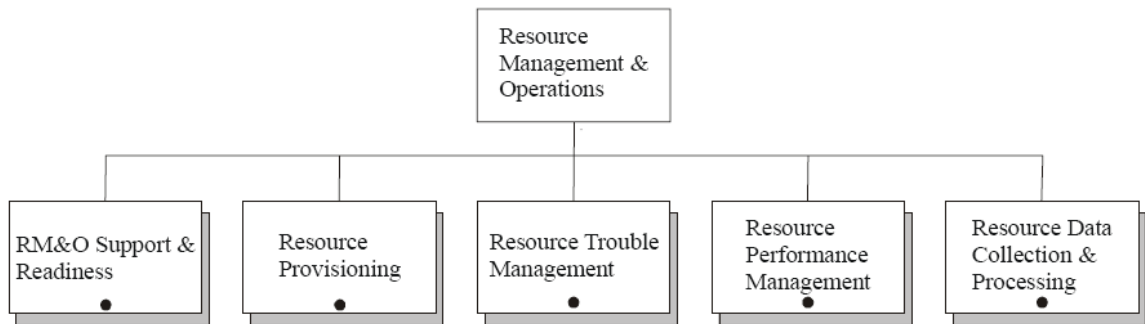 Resource
Management &
Operations
RM&O Support &
Readiness
Resource
Provisioning
Resource Trouble
Management
Resource
Performance
Management
Resource Data
Collection &
Processing